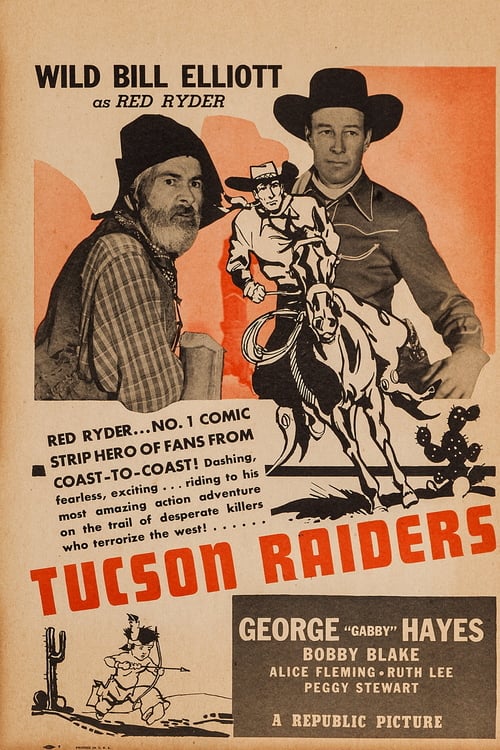 WILD BILL ELLIOTT
as RED RYDER
RED RYDER...NO. 1 COMIC
STRIP HERO OF FANS FROM
COAST-TO-COAST! Dashing,
fearless, exciting ... riding to his
most amazing action adventure
on the trail of desperate killers
who terrorize the west! . . . . . .
TUCSON RAIDERS
GEORGE "GABBY" HAYES
BOBBY BLAKE
ALICE FLEMING • RUTH LEE
PEGGY STEWART
A REPUBLIC PICTURE
PRINTED IN U.S.A.